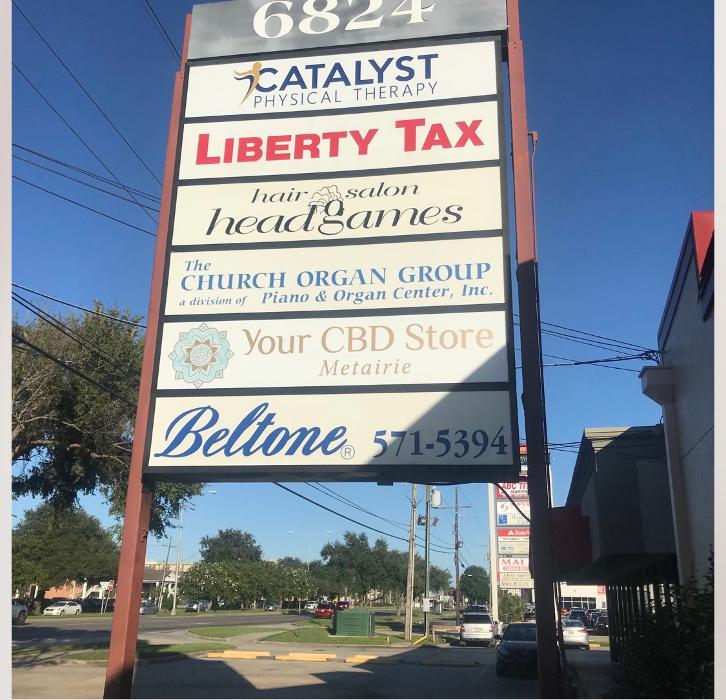 6824
CATALYST
PHYSICAL THERAPY
LIBERTY TAX
hair salon
headgames
The
CHURCH ORGAN GROUP
a division of Piano & Organ Center, Inc.
Your CBD Store
Metairie
Beltone ® 571-5394